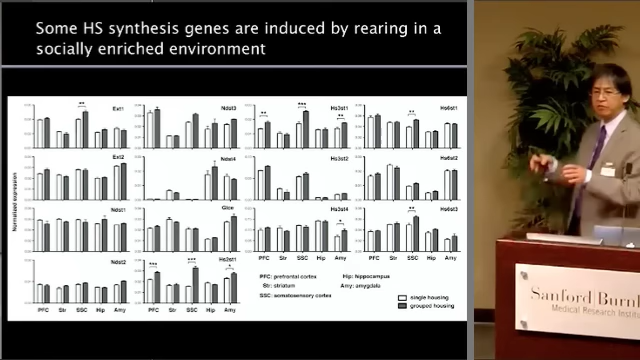 Some HS synthesis genes are induced by rearing in a
socially enriched environment
Normalized expression
Ext1
Ndst3
Hs3st1
Hs6st1
Ext2
Ndst4
Hs3st2
Hs6st2
Ndst1
Glce
Hs3st4
Hs6st3
Ndst2
Hs2st1
PFC Str SSC Hip Amy
PFC Str SSC Hip Amy
PFC Str SSC Hip Amy
PFC Str SSC Hip Amy
PFC: prefrontal cortex
Hip: hippocampus
Str: striatum
Amy: amygdala
SSC: somatosensory cortex
single housing
grouped housing
Sanford Burn
Medical Research Instit